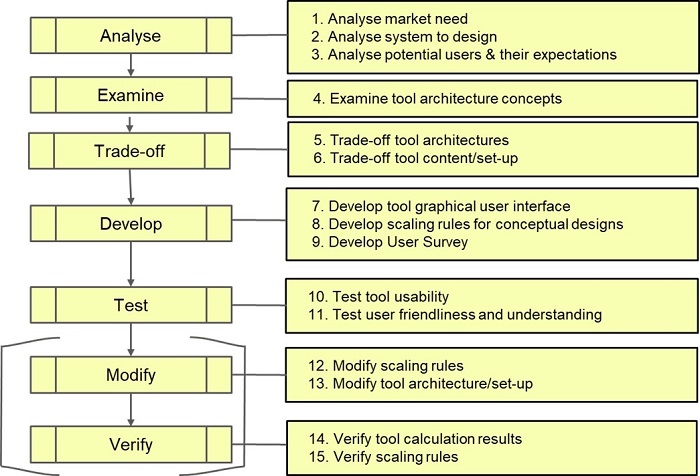 Analyse
1. Analyse market need
2. Analyse system to design
3. Analyse potential users & their expectations
Examine
4. Examine tool architecture concepts
Trade-off
5. Trade-off tool architectures
6. Trade-off tool content/set-up
Develop
7. Develop tool graphical user interface
8. Develop scaling rules for conceptual designs
9. Develop User Survey
Test
10. Test tool usability
11. Test user friendliness and understanding
Modify
12. Modify scaling rules
13. Modify tool architecture/set-up
Verify
14. Verify tool calculation results
15. Verify scaling rules